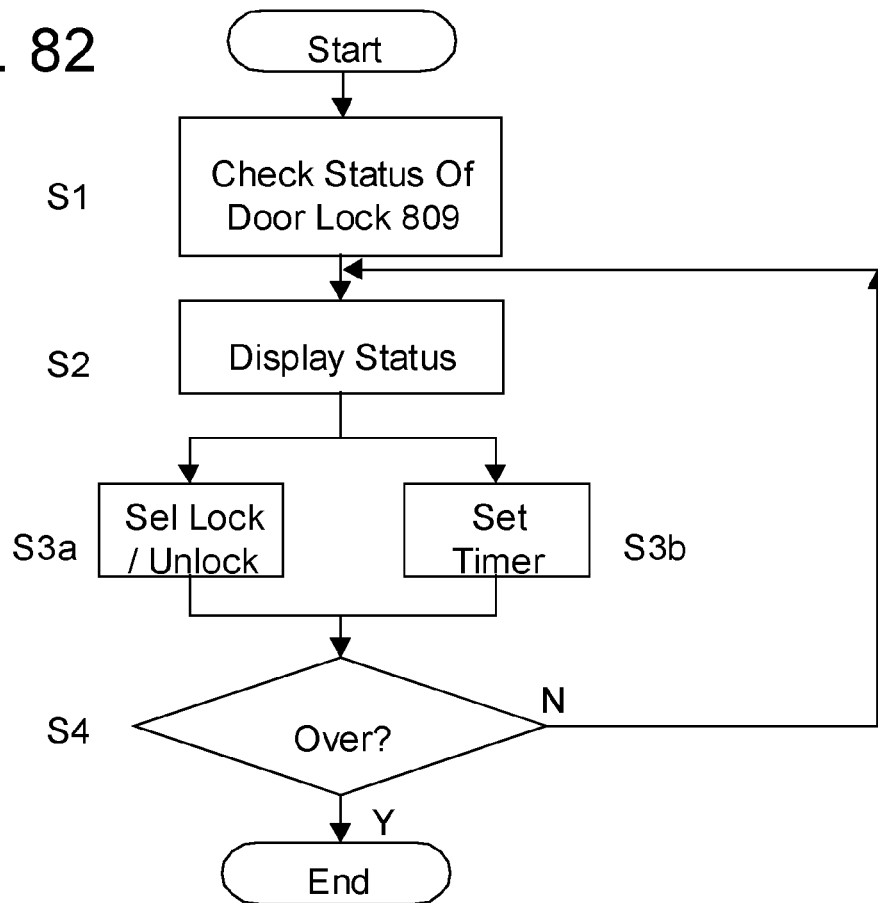 . 82
Start
S1
Check Status Of
Door Lock 809
S2
Display Status
S3a
Sel Lock
/ Unlock
Set
Timer
S3b
S4
Over?
N
Y
End